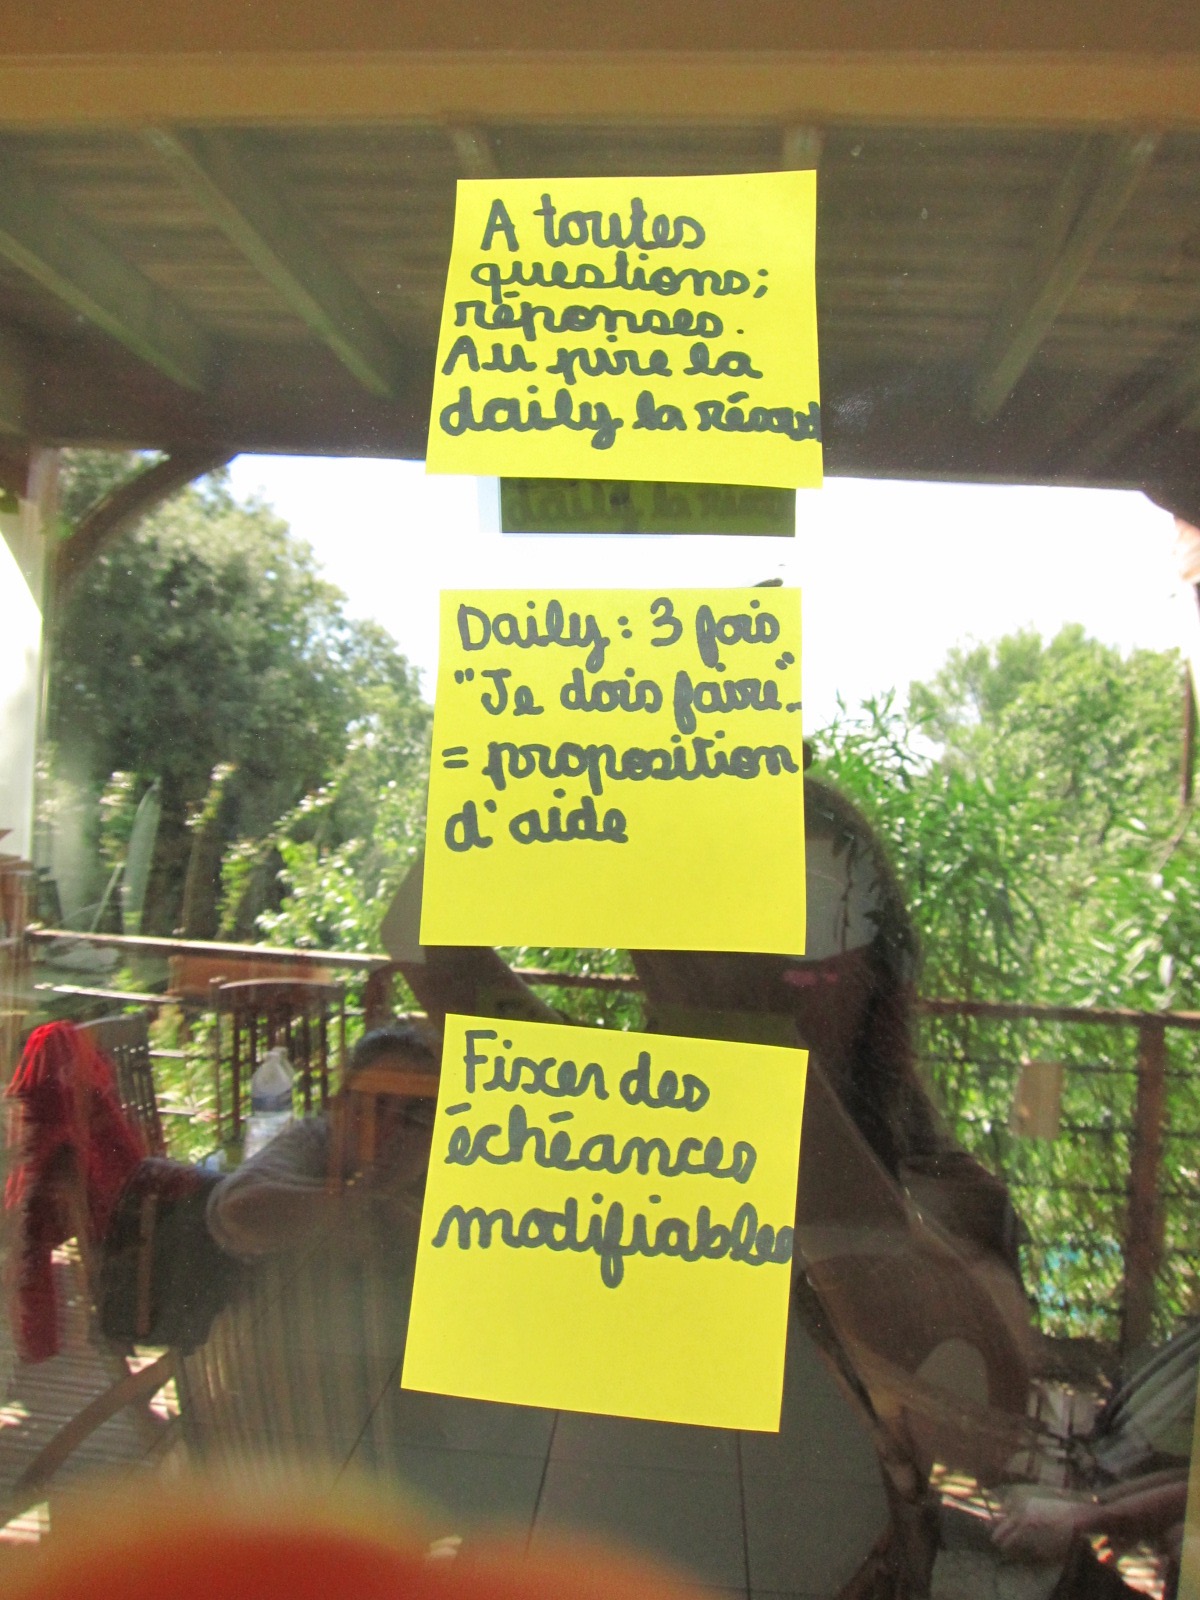 A toutes
questions;
réponses.
Au pire la
daily la résout
Daily : 3 fois
"Je dois faire..."
= proposition
d'aide
Fixer des
échéances
modifiables